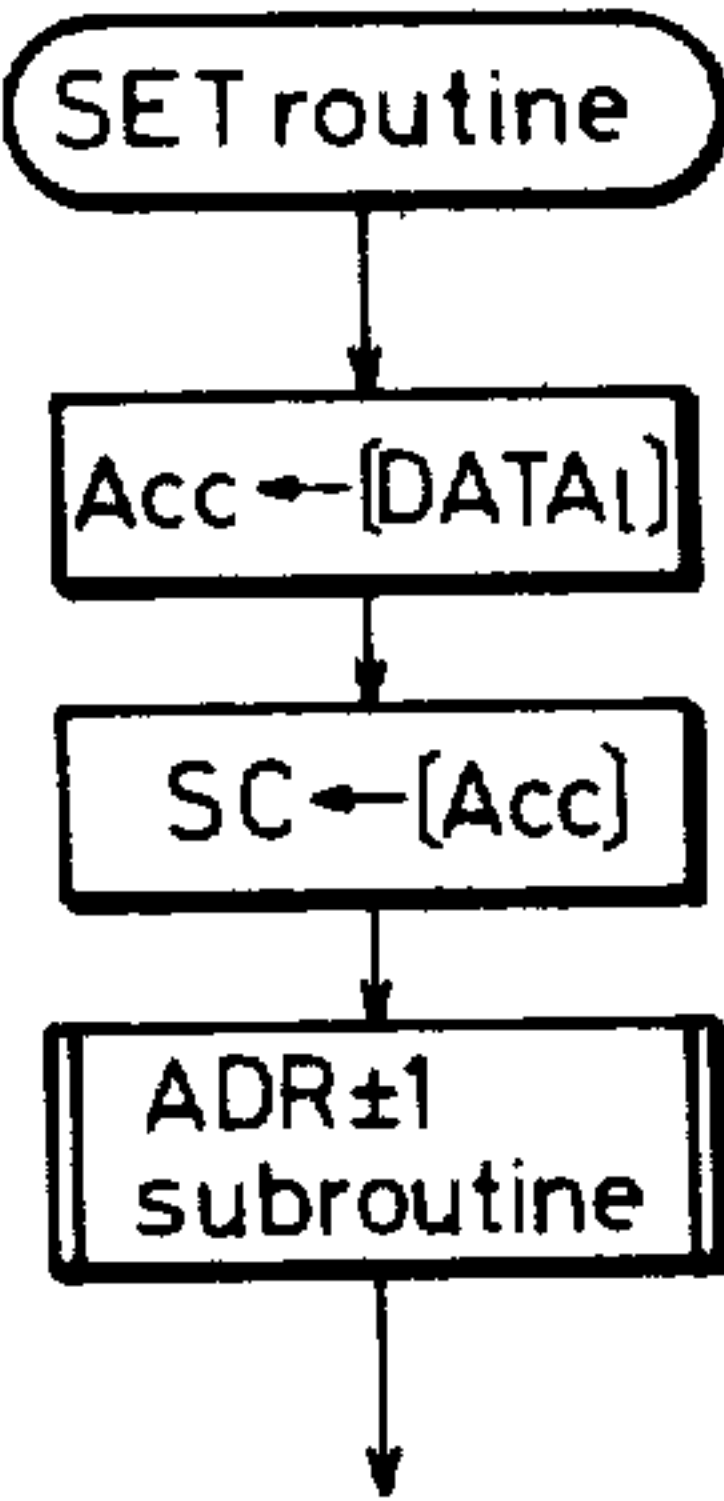 SET routine
Acc ← [DATA1]
SC ← [Acc]
ADR ±1
subroutine